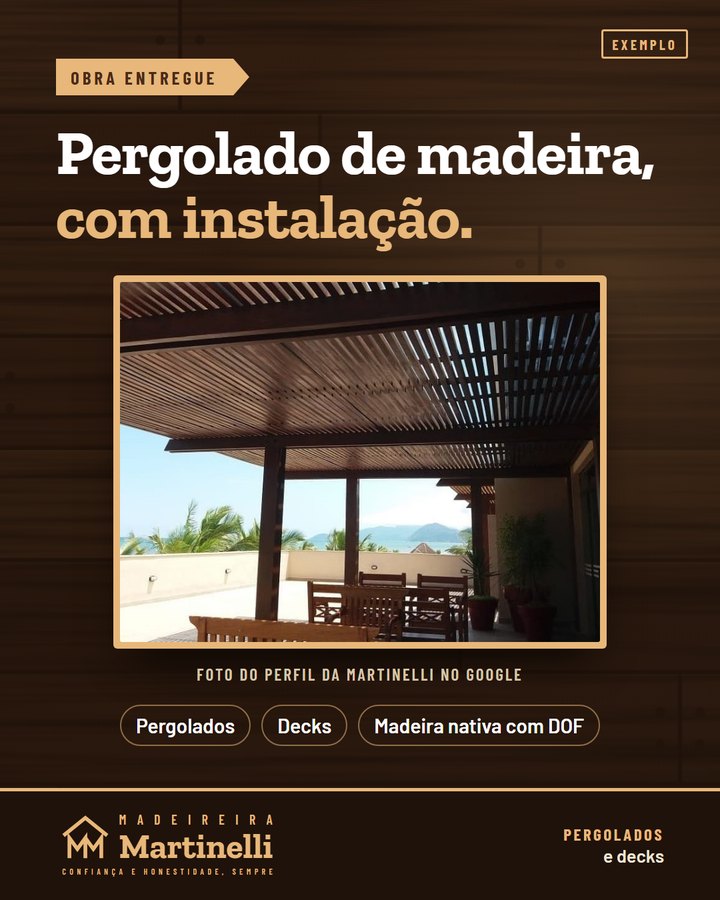 EXEMPLO
OBRA ENTREGUE
Pergolado de madeira,
com instalação.
FOTO DO PERFIL DA MARTINELLI NO GOOGLE
Pergolados
Decks
Madeira nativa com DOF
MADEIREIRA
Martinelli
CONFIANÇA E HONESTIDADE, SEMPRE
PERGOLADOS
e decks